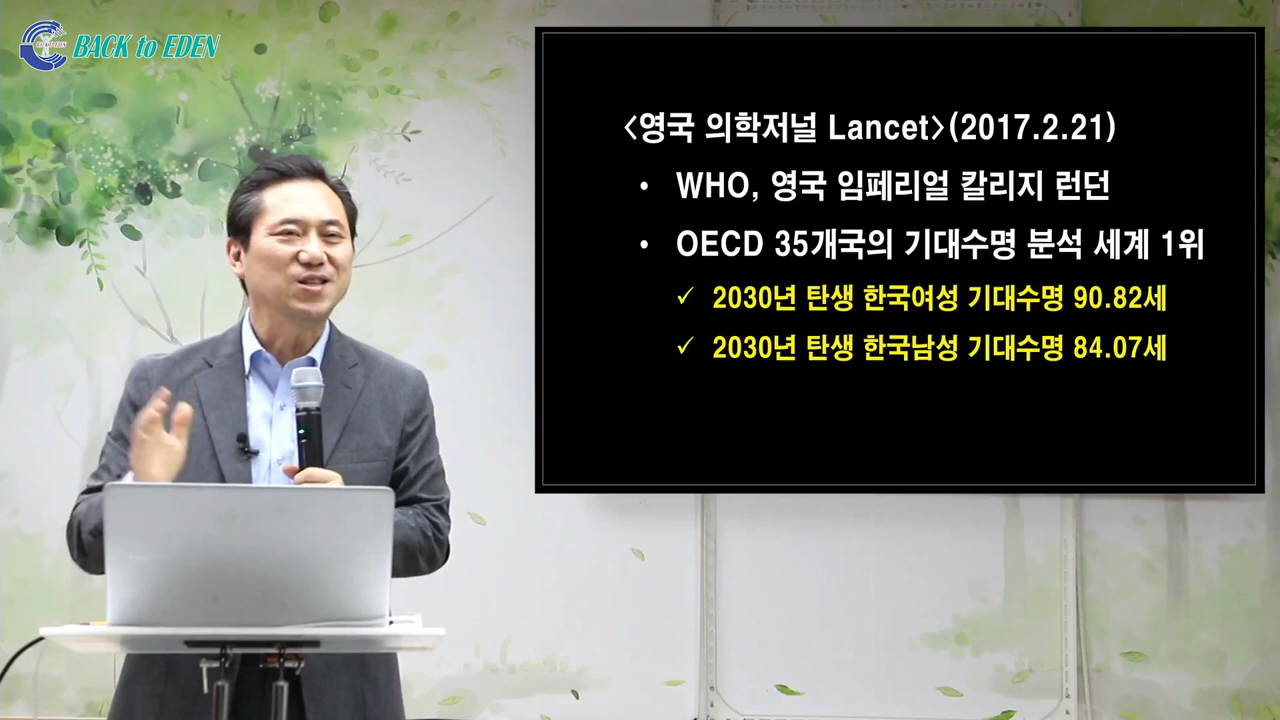 BACK to EDEN
<영국 의학저널 Lancet>(2017.2.21)
• WHO, 영국 임페리얼 칼리지 런던
• OECD 35개국의 기대수명 분석 세계 1위
✓ 2030년 탄생 한국여성 기대수명 90.82세
✓ 2030년 탄생 한국남성 기대수명 84.07세